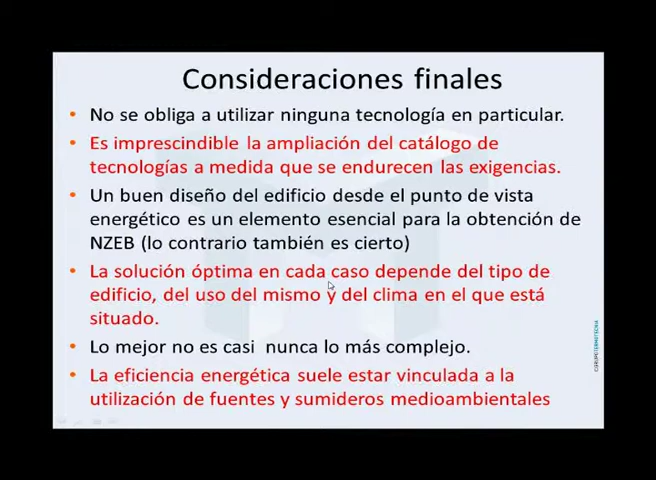 Consideraciones finales
• No se obliga a utilizar ninguna tecnología en particular.
• Es imprescindible la ampliación del catálogo de
tecnologías a medida que se endurecen las exigencias.
• Un buen diseño del edificio desde el punto de vista
energético es un elemento esencial para la obtención de
NZEB (lo contrario también es cierto)
• La solución óptima en cada caso depende del tipo de
edificio, del uso del mismo y del clima en el que está
situado.
• Lo mejor no es casi nunca lo más complejo.
• La eficiencia energética suele estar vinculada a la
utilización de fuentes y sumideros medioambientales